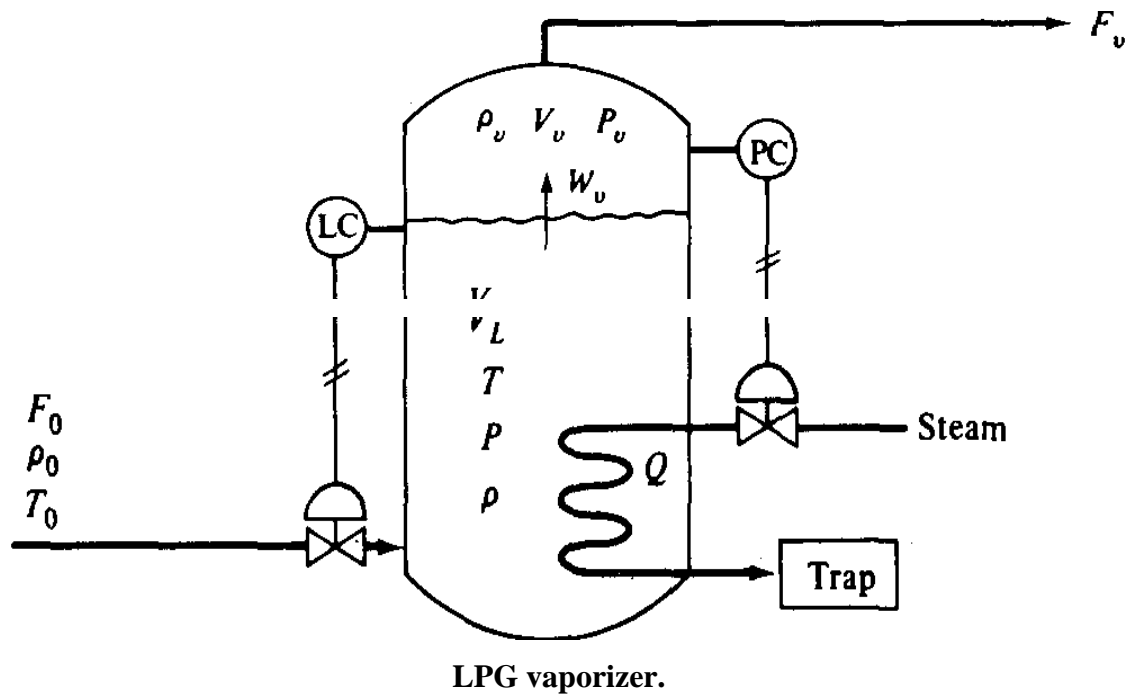 F_v
ρ_v V_v P_v
PC
W_v
LC
V_L
T
F_0
P
Steam
ρ_0
Q
ρ
T_0
Trap
LPG vaporizer.